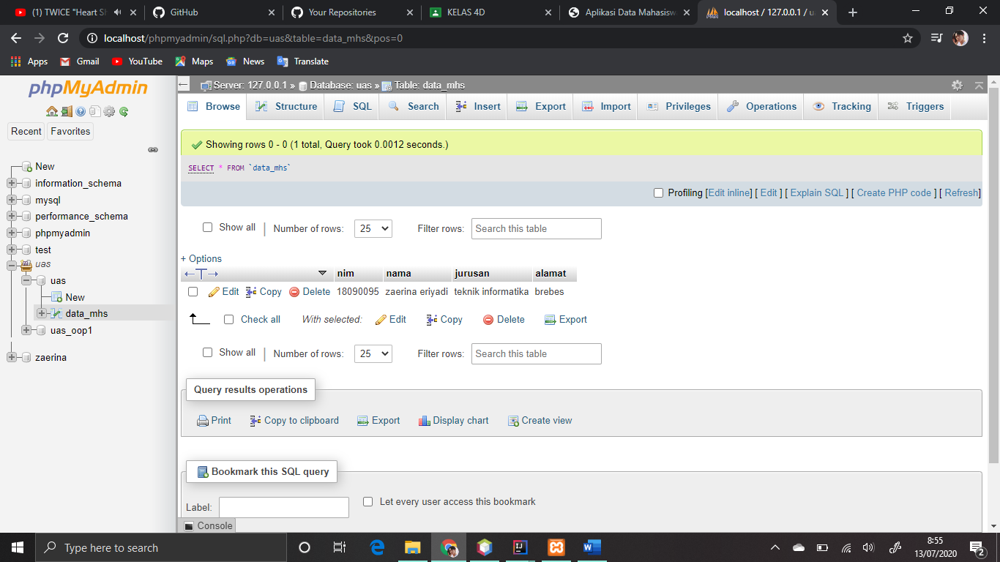 (1) TWICE "Heart Sh
GitHub
Your Repositories
KELAS 4D
Aplikasi Data Mahasisw
localhost / 127.0.0.1 / u
localhost/phpmyadmin/sql.php?db=uas&table=data_mhs&pos=0
Apps Gmail YouTube Maps News Translate
phpMyAdmin
Recent Favorites
New
information_schema
mysql
performance_schema
phpmyadmin
test
uas
uas
New
data_mhs
uas_oop1
zaerina
Server: 127.0.0.1 » Database: uas » Table: data_mhs
Browse Structure SQL Search Insert Export Import Privileges Operations Tracking Triggers
Showing rows 0 - 0 (1 total, Query took 0.0012 seconds.)
SELECT * FROM `data_mhs`
Profiling [Edit inline] [ Edit ] [ Explain SQL ] [ Create PHP code ] [ Refresh]
Show all | Number of rows: 25 Filter rows: Search this table
+ Options
←T→ nim nama jurusan alamat
Edit Copy Delete 18090095 zaerina eriyadi teknik informatika brebes
Check all With selected: Edit Copy Delete Export
Show all | Number of rows: 25 Filter rows: Search this table
Query results operations
Print Copy to clipboard Export Display chart Create view
Bookmark this SQL query
Label: Let every user access this bookmark
Console
Type here to search
8:55
13/07/2020
2